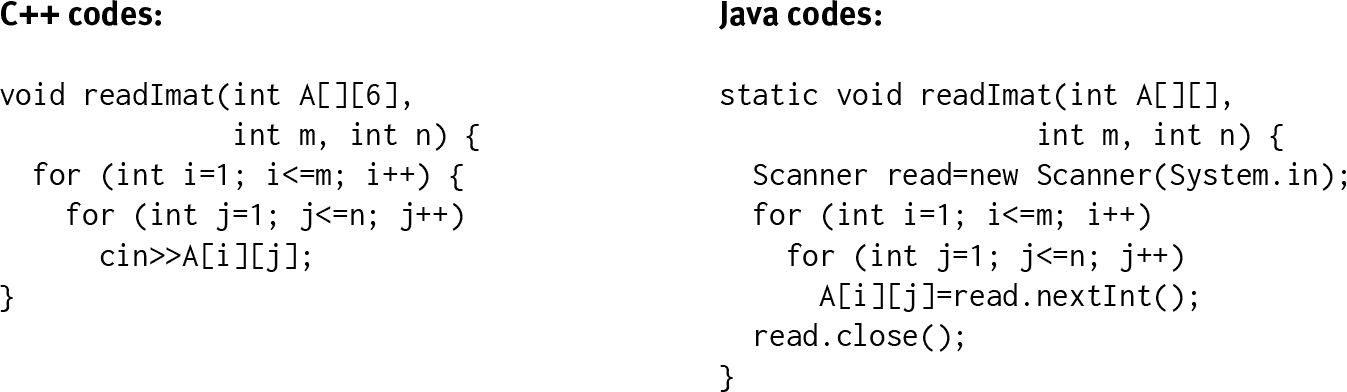 C++ codes:
void readImat(int A[][6],
              int m, int n) {
  for (int i=1; i<=m; i++) {
    for (int j=1; j<=n; j++)
      cin>>A[i][j];
}
Java codes:
static void readImat(int A[][],
                   int m, int n) {
  Scanner read=new Scanner(System.in);
  for (int i=1; i<=m; i++)
    for (int j=1; j<=n; j++)
      A[i][j]=read.nextInt();
  read.close();
}